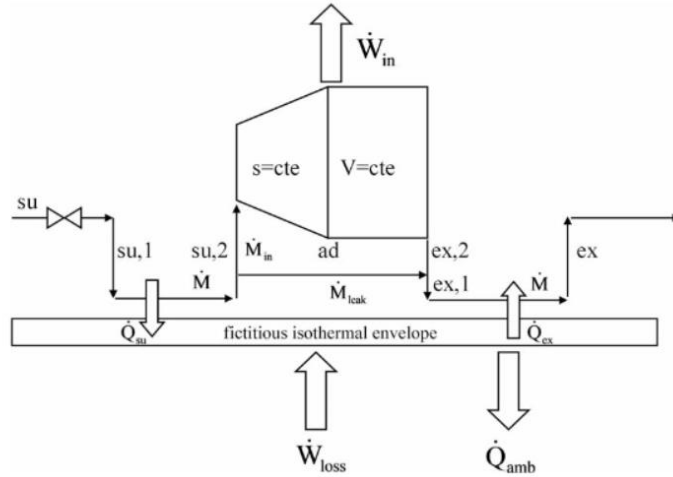 Ẇin
s=cte
V=cte
su
su,1
su,2
Ṁin
ad
ex,2
ex
Ṁ
Ṁleak
ex,1
Ṁ
Q̇su
fictitious isothermal envelope
Q̇ex
Ẇloss
Q̇amb